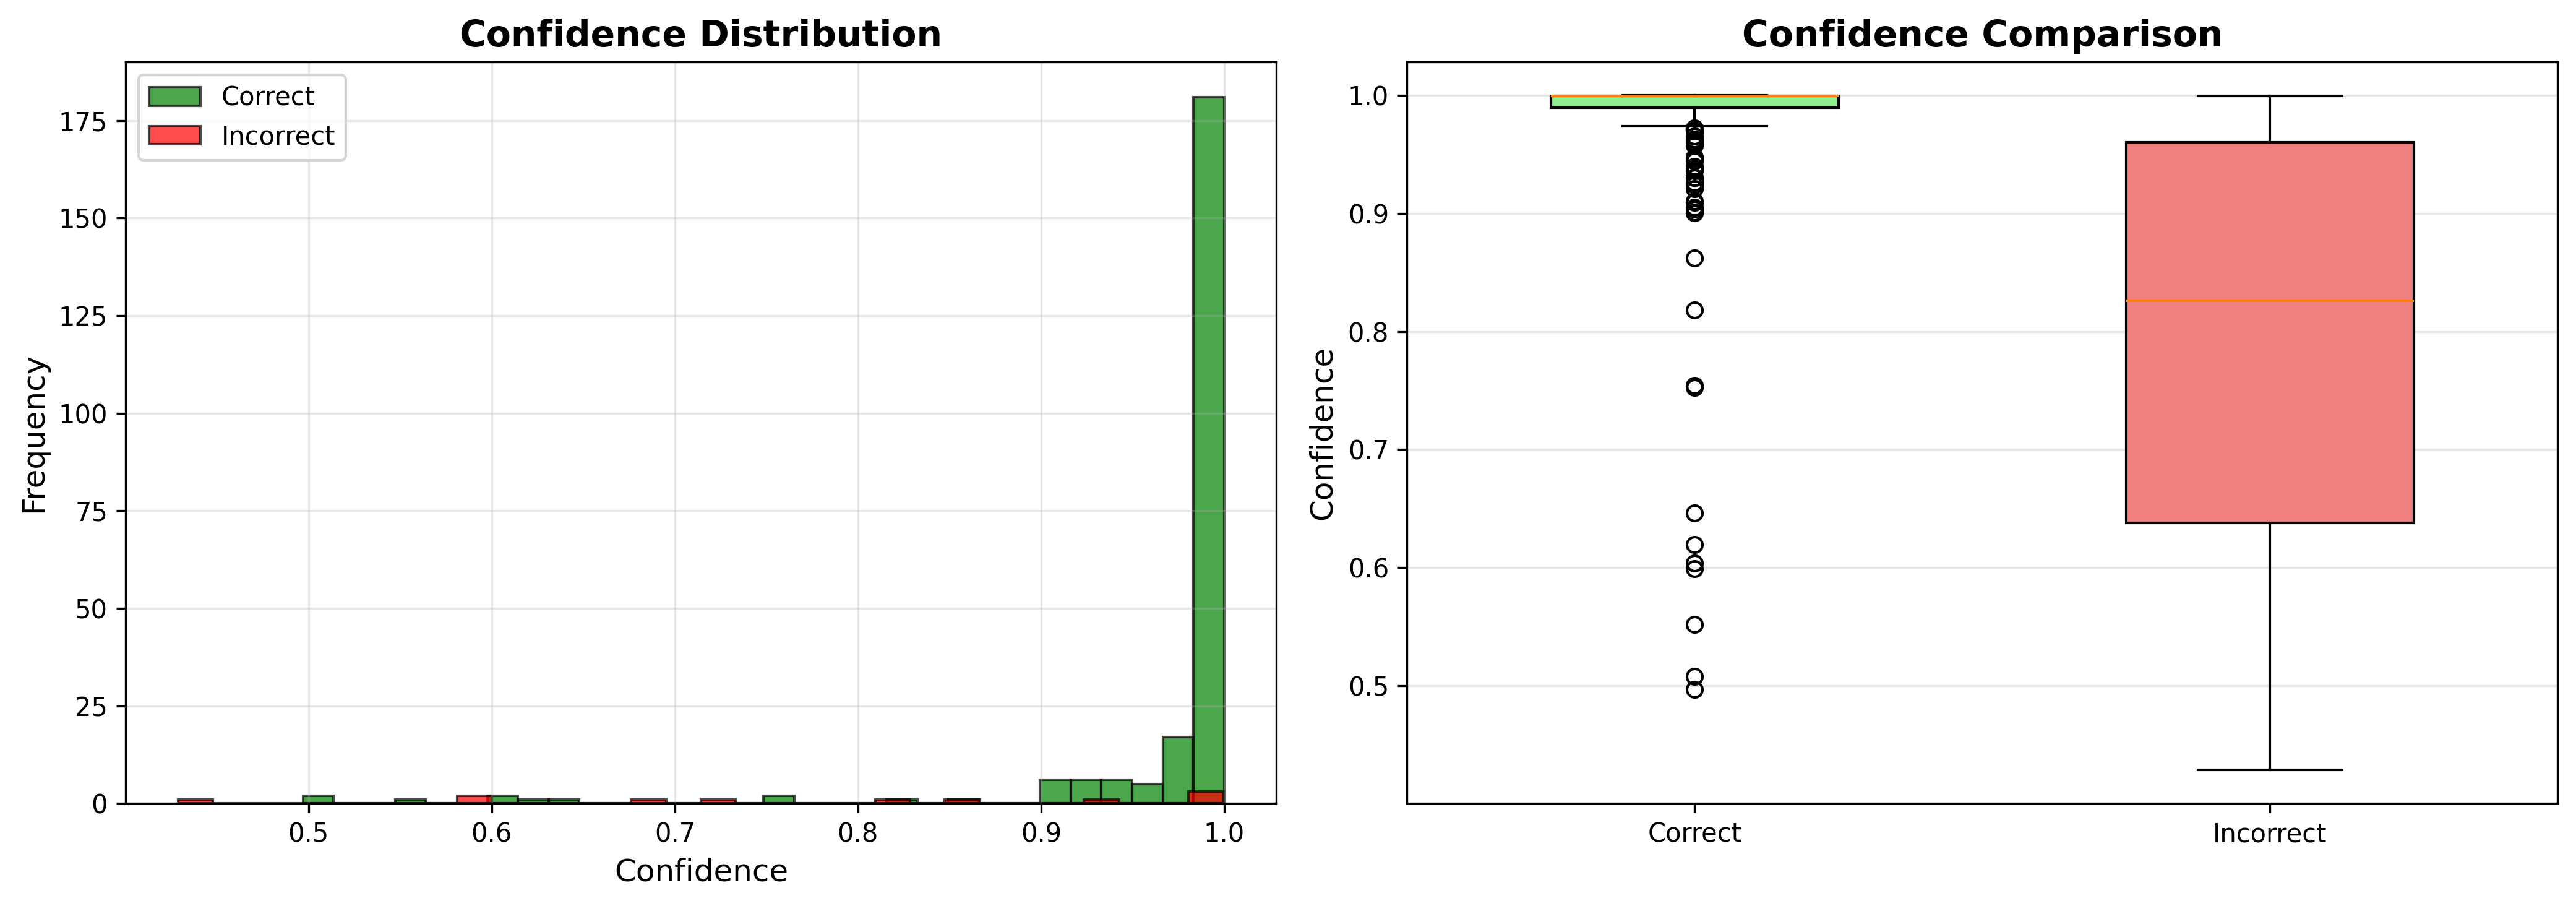 Confidence Distribution
Correct
Incorrect
175
150
125
100
75
50
25
0
Frequency
0.5 0.6 0.7 0.8 0.9 1.0
Confidence
Confidence Comparison
1.0
0.9
0.8
0.7
0.6
0.5
Confidence
Correct Incorrect